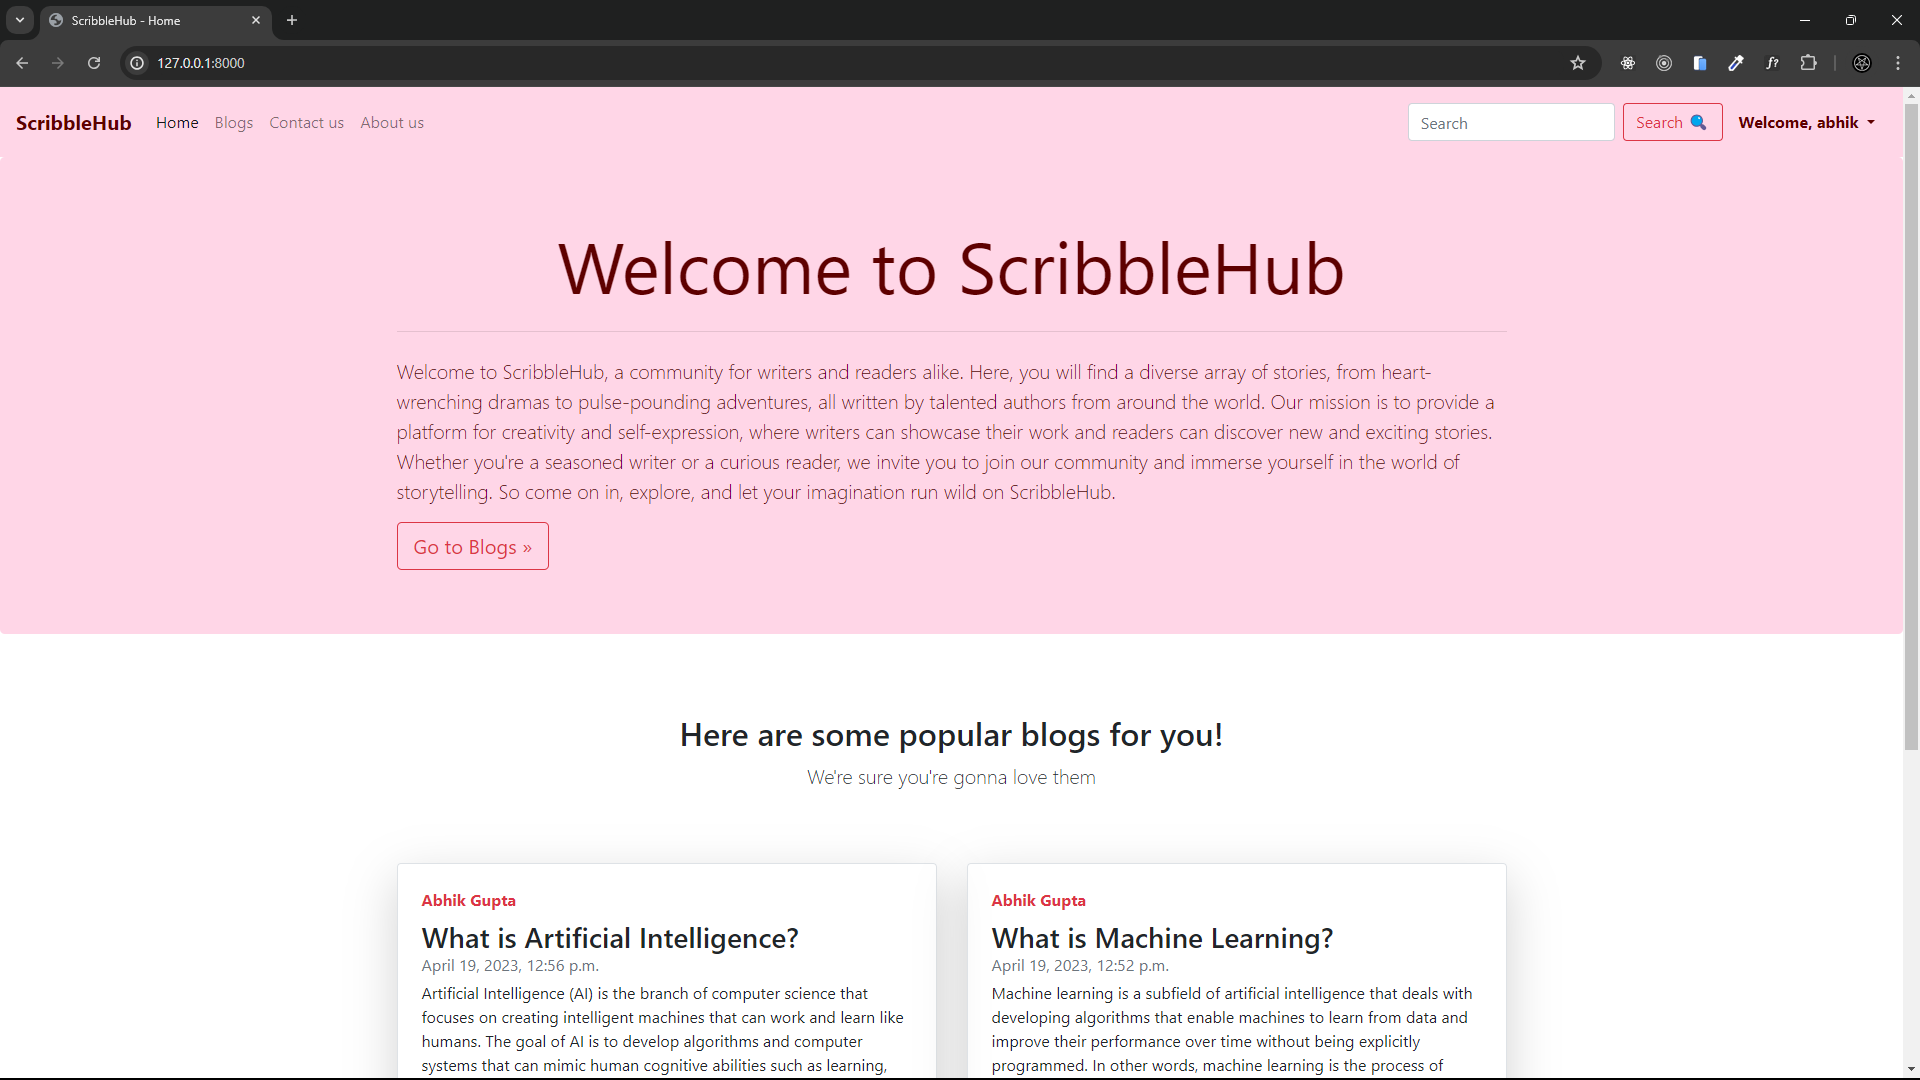 ScribbleHub - Home
127.0.0.1:8000
f?
ScribbleHub Home Blogs Contact us About us Search Search Welcome, abhik
Welcome to ScribbleHub
Welcome to ScribbleHub, a community for writers and readers alike. Here, you will find a diverse array of stories, from heart-
wrenching dramas to pulse-pounding adventures, all written by talented authors from around the world. Our mission is to provide a
platform for creativity and self-expression, where writers can showcase their work and readers can discover new and exciting stories.
Whether you're a seasoned writer or a curious reader, we invite you to join our community and immerse yourself in the world of
storytelling. So come on in, explore, and let your imagination run wild on ScribbleHub.
Go to Blogs »
Here are some popular blogs for you!
We're sure you're gonna love them
Abhik Gupta
What is Artificial Intelligence?
April 19, 2023, 12:56 p.m.
Artificial Intelligence (AI) is the branch of computer science that
focuses on creating intelligent machines that can work and learn like
humans. The goal of AI is to develop algorithms and computer
systems that can mimic human cognitive abilities such as learning,
Abhik Gupta
What is Machine Learning?
April 19, 2023, 12:52 p.m.
Machine learning is a subfield of artificial intelligence that deals with
developing algorithms that enable machines to learn from data and
improve their performance over time without being explicitly
programmed. In other words, machine learning is the process of